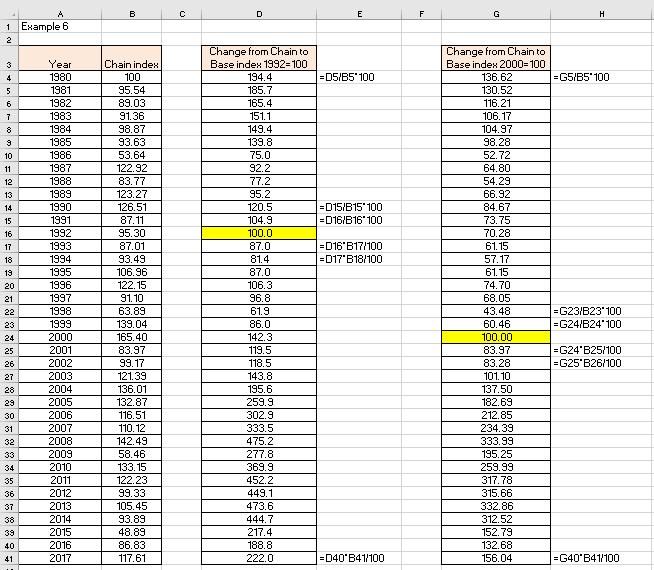 A B C D E F G H
1 Example 6
2
Change from Chain to Change from Chain to
3 Year Chain index Base index 1992=100 Base index 2000=100
4 1980 100 194.4 =D5/B5*100 136.62 =G5/B5*100
5 1981 95.54 185.7 130.52
6 1982 89.03 165.4 116.21
7 1983 91.36 151.1 106.17
8 1984 98.87 149.4 104.97
9 1985 93.63 139.8 98.28
10 1986 53.64 75.0 52.72
11 1987 122.92 92.2 64.80
12 1988 83.77 77.2 54.29
13 1989 123.27 95.2 66.92
14 1990 126.51 120.5 =D15/B15*100 84.67
15 1991 87.11 104.9 =D16/B16*100 73.75
16 1992 95.30 100.0 70.28
17 1993 87.01 87.0 =D16*B17/100 61.15
18 1994 93.49 81.4 =D17*B18/100 57.17
19 1995 106.96 87.0 61.15
20 1996 122.15 106.3 74.70
21 1997 91.10 96.8 68.05
22 1998 63.89 61.9 43.48 =G23/B23*100
23 1999 139.04 86.0 60.46 =G24/B24*100
24 2000 165.40 142.3 100.00
25 2001 83.97 119.5 83.97 =G24*B25/100
26 2002 99.17 118.5 83.28 =G25*B26/100
27 2003 121.39 143.8 101.10
28 2004 136.01 195.6 137.50
29 2005 132.87 259.9 182.69
30 2006 116.51 302.9 212.85
31 2007 110.12 333.5 234.39
32 2008 142.49 475.2 333.99
33 2009 58.46 277.8 195.25
34 2010 133.15 369.9 259.99
35 2011 122.23 452.2 317.78
36 2012 99.33 449.1 315.66
37 2013 105.45 473.6 332.86
38 2014 93.89 444.7 312.52
39 2015 48.89 217.4 152.79
40 2016 86.83 188.8 132.68
41 2017 117.61 222.0 =D40*B41/100 156.04 =G40*B41/100